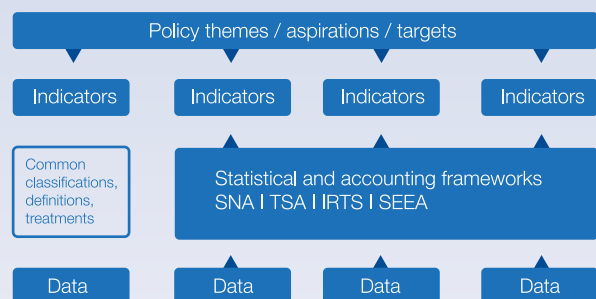 Policy themes / aspirations / targets
Indicators
Indicators
Indicators
Indicators
Common
classifications,
definitions,
treatments
Statistical and accounting frameworks
SNA I TSA I IRTS I SEEA
Data
Data
Data
Data